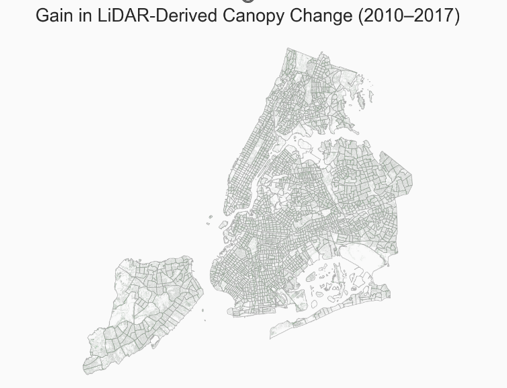 Gain in LiDAR-Derived Canopy Change (2010–2017)